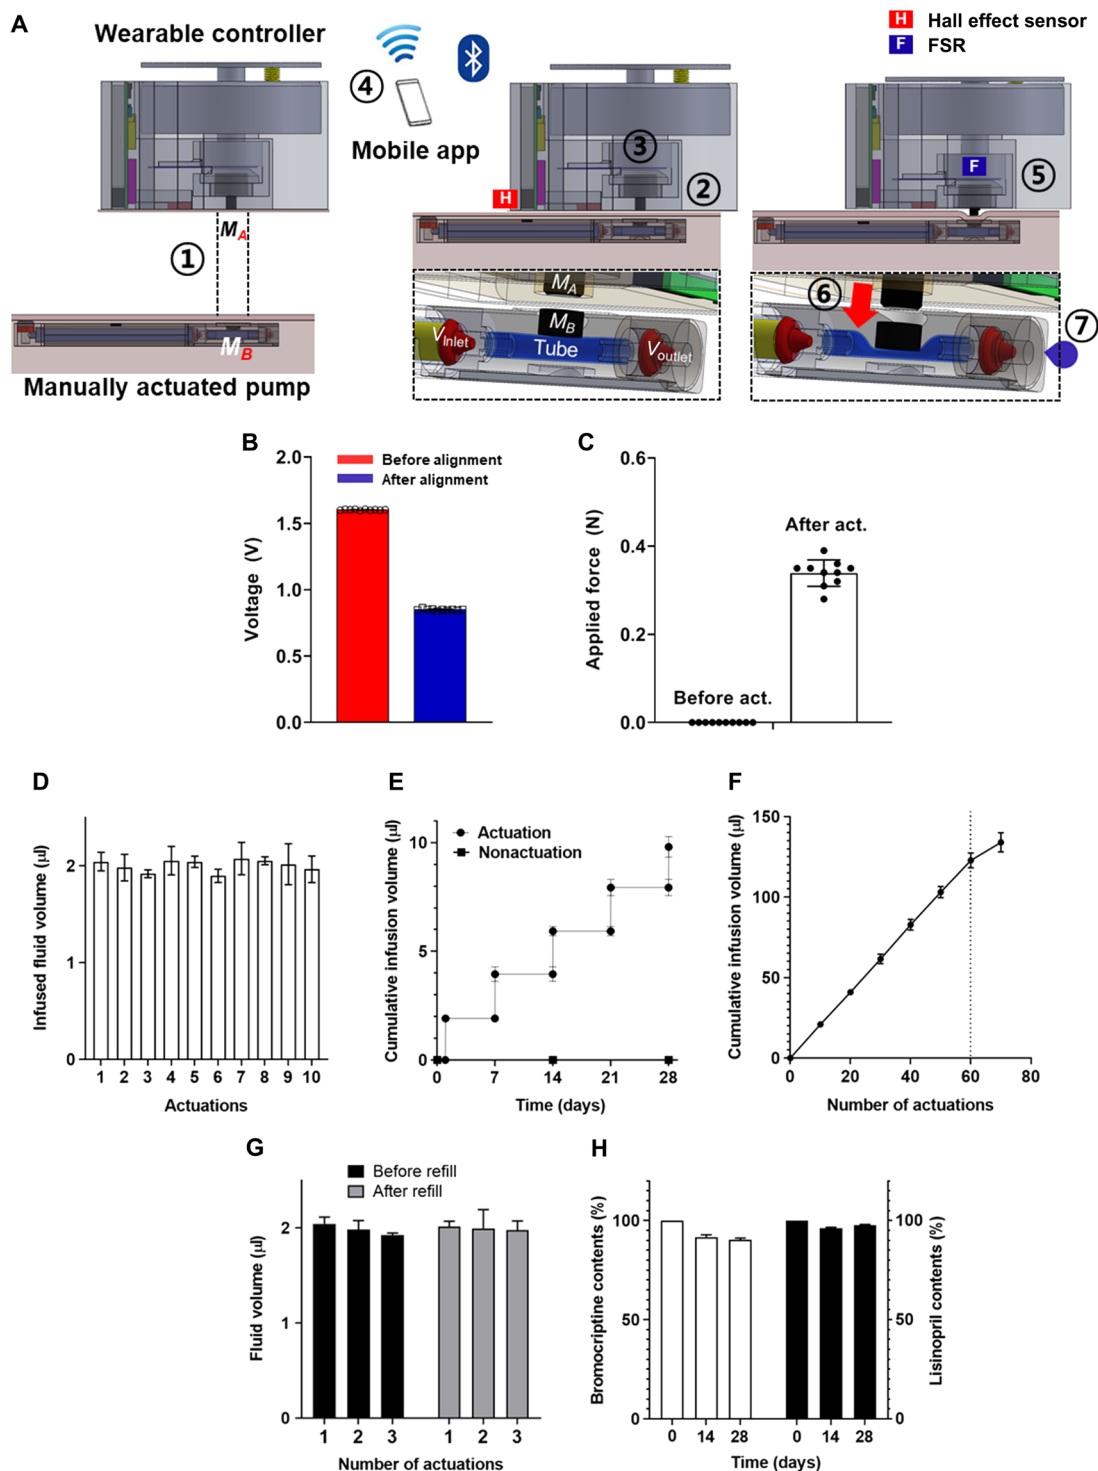 A
Wearable controller
4
Mobile app
H Hall effect sensor
F FSR
1
MA
MB
Manually actuated pump
H
3
2
F
5
MA
MB
VInlet
Tube
Voutlet
6
7
B
Voltage (V)
2.0
1.5
1.0
0.5
0.0
Before alignment
After alignment
C
Applied force (N)
0.6
0.4
0.2
0.0
Before act.
After act.
D
Infused fluid volume (µl)
2
1
0
1 2 3 4 5 6 7 8 9 10
Actuations
E
Cumulative infusion volume (µl)
10
5
0
Actuation
Nonactuation
0 7 14 21 28
Time (days)
F
Cumulative infusion volume (µl)
150
100
50
0
0 20 40 60 80
Number of actuations
G
Before refill
After refill
Fluid volume (µl)
2
1
0
1 2 3 1 2 3
Number of actuations
H
Bromocriptine contents (%)
100
50
0
0 14 28 0 14 28
Time (days)
100
50
0
Lisinopril contents (%)